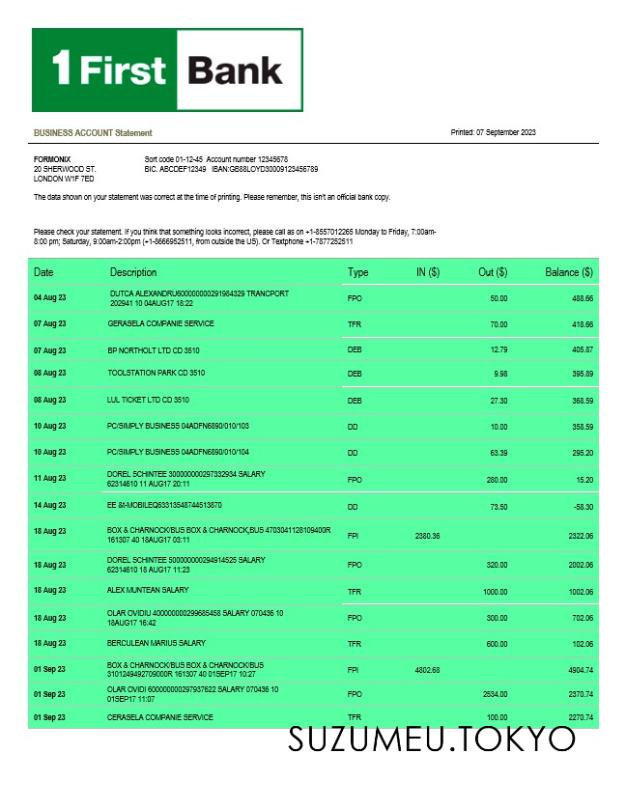 1 First Bank
BUSINESS ACCOUNT Statement Printed: 07 September 2023
FORMONIX Sort code 01-12-45 Account number 12345678
20 SHERWOOD ST. BIC. ABCDEF12349 IBAN:GB88LOYD30009123456789
LONDON W1F 7ED
The data shown on your statement was correct at the time of printing. Please remember, this isn't an official bank copy.
Please check your statement. If you think that something looks incorrect, please call as on +1-8557012265 Monday to Friday, 7:00am-
8:00 pm; Saturday, 9:00am-2:00pm (+1-8666952511, from outside the US). Or Textphone +1-7877252511
Date Description Type IN ($) Out ($) Balance ($)
04 Aug 23 DUTCA ALEXANDRU600000000291984329 TRANCPORT FPO 50.00 488.66
202941 10 04AUG17 18:22
07 Aug 23 GERASELA COMPANIE SERVICE TFR 70.00 418.66
07 Aug 23 BP NORTHOLT LTD CD 3510 DEB 12.79 405.87
08 Aug 23 TOOLSTATION PARK CD 3510 DEB 9.98 395.89
08 Aug 23 LUL TICKET LTD CD 3510 DEB 27.30 368.59
10 Aug 23 PC/SIMPLY BUSINESS 04ADFN6890/010/103 DD 10.00 358.59
10 Aug 23 PC/SIMPLY BUSINESS 04ADFN6890/010/104 DD 63.39 295.20
11 Aug 23 DOREL SCHINTEE 300000000297332934 SALARY FPO 280.00 15.20
62314610 11 AUG17 20:11
14 Aug 23 EE &t-MOBILEQ53313548744513870 DD 73.50 -58.30
18 Aug 23 BOX & CHARNOCK/BUS BOX & CHARNOCK,BUS 4703041128109400R FPI 2380.36 2322.06
161307 40 18AUG17 03:11
18 Aug 23 DOREL SCHINTEE 500000000294914525 SALARY FPO 320.00 2002.06
62314610 18 AUG17 11:23
18 Aug 23 ALEX MUNTEAN SALARY TFR 1000.00 1002.06
18 Aug 23 OLAR OVIDIU 400000000299685458 SALARY 070436 10 FPO 300.00 702.06
18AUG17 16:42
18 Aug 23 BERCULEAN MARIUS SALARY TFR 600.00 102.06
01 Sep 23 BOX & CHARNOCK/BUS BOX & CHARNOCK/BUS FPI 4802.68 4904.74
3101249492709000R 161307 40 01SEP17 10:27
01 Sep 23 OLAR OVIDI 600000000297937622 SALARY 070436 10 FPO 2534.00 2370.74
01SEP17 11:07
01 Sep 23 CERASELA COMPANIE SERVICE TFR 100.00 2270.74
SUZUMEU.TOKYO